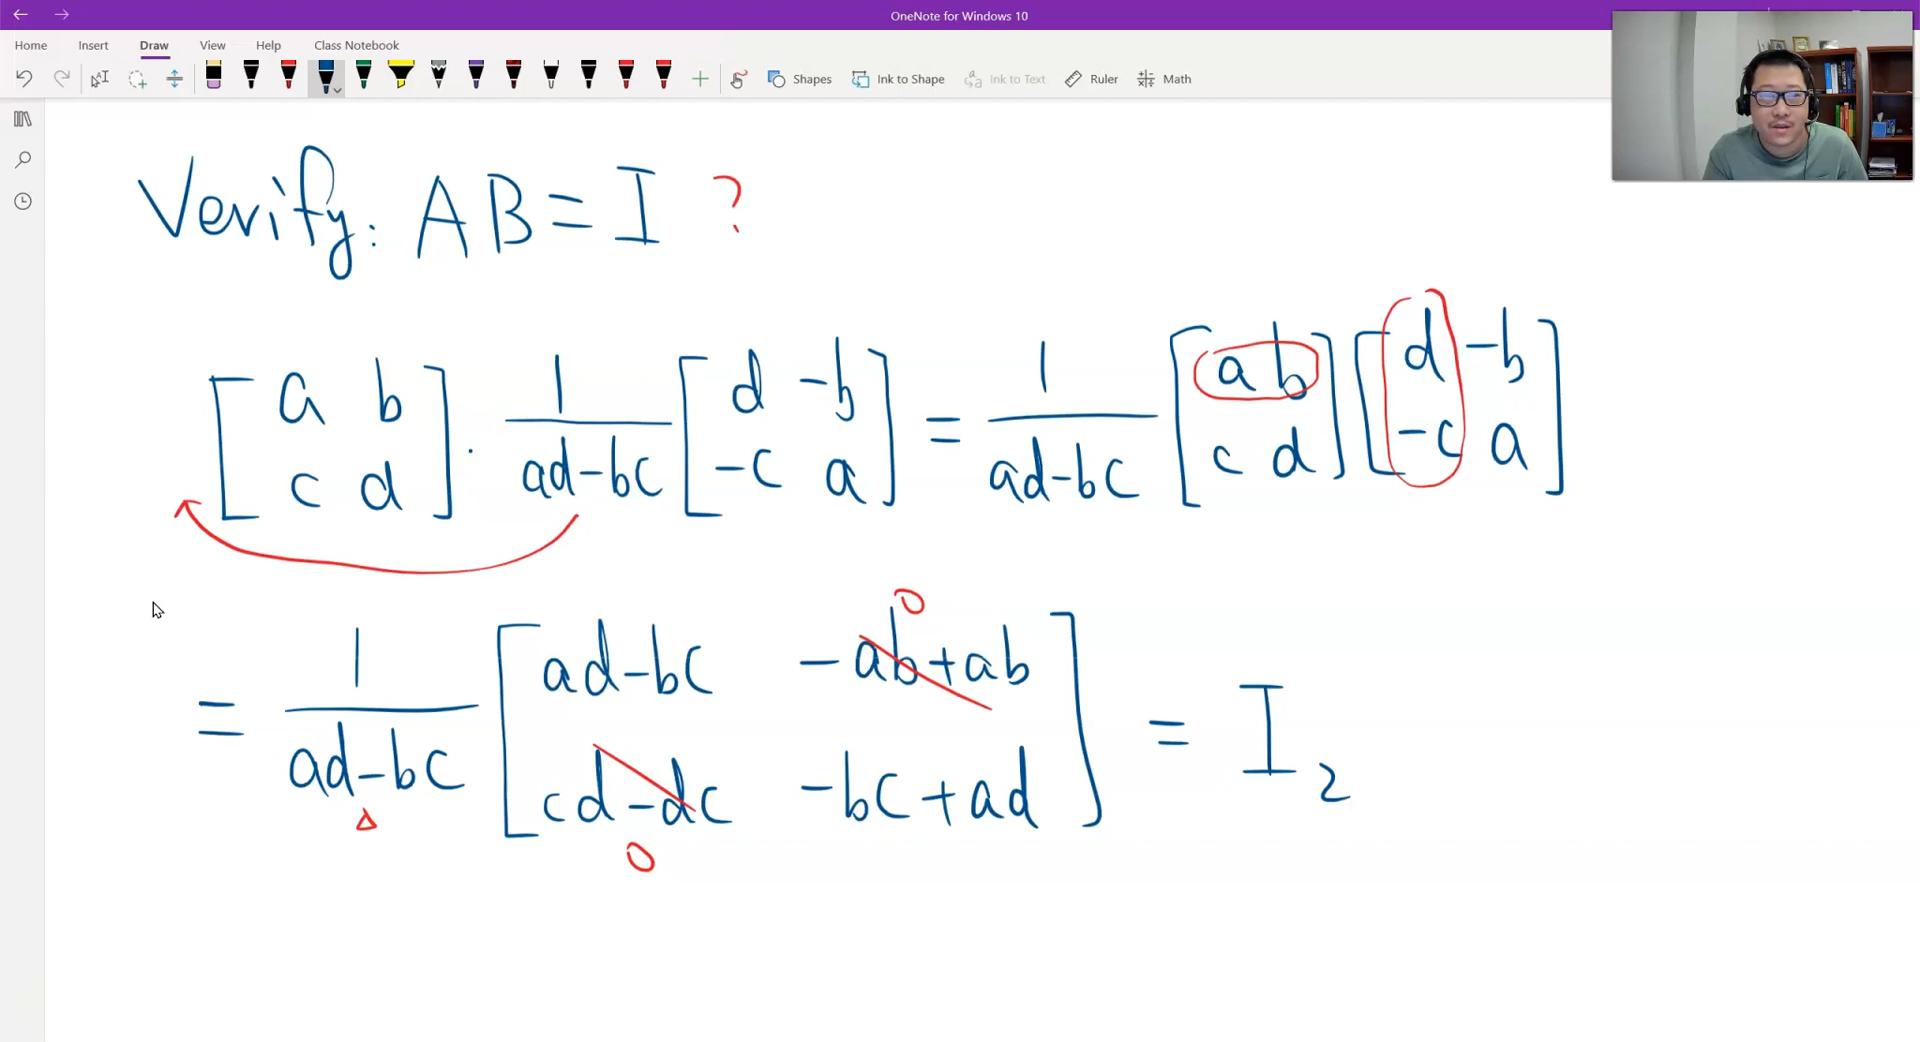 OneNote for Windows 10
Home Insert Draw View Help Class Notebook
Shapes Ink to Shape Ink to Text Ruler Math
Verify: AB = I ?
[a b; c d] · 1/(ad-bc) [d -b; -c a] = 1/(ad-bc) [a b; c d] [d -b; -c a]
0
= 1/(ad-bc) [ad-bc -ab+ab; cd-dc -bc+ad] = I₂
Δ
0